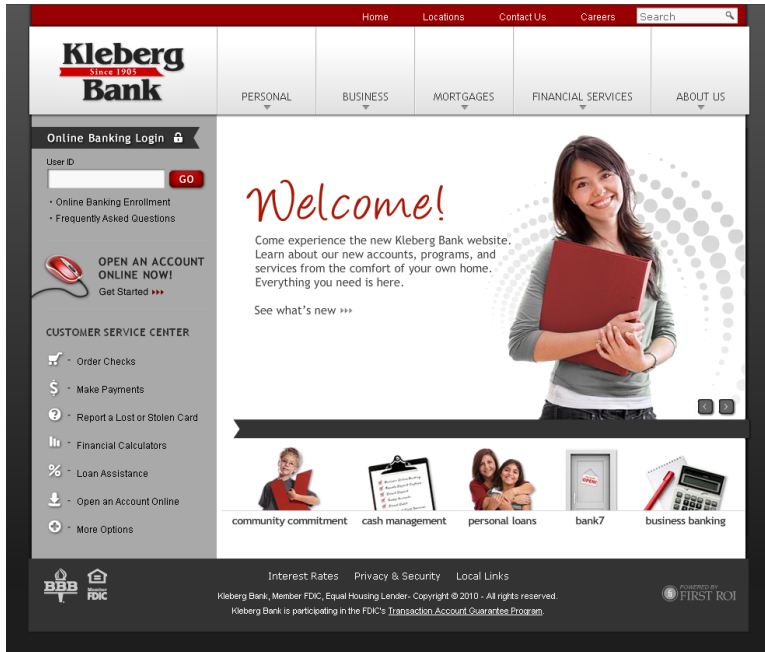 Home Locations Contact Us Careers Search
Kleberg
Since 1905
Bank
PERSONAL BUSINESS MORTGAGES FINANCIAL SERVICES ABOUT US
Online Banking Login
User ID
GO
· Online Banking Enrollment
· Frequently Asked Questions
OPEN AN ACCOUNT
ONLINE NOW!
Get Started
CUSTOMER SERVICE CENTER
Order Checks
Make Payments
Report a Lost or Stolen Card
Financial Calculators
Loan Assistance
Open an Account Online
More Options
Welcome!
Come experience the new Kleberg Bank website.
Learn about our new accounts, programs, and
services from the comfort of your own home.
Everything you need is here.
See what's new
OPEN!
community commitment cash management personal loans bank7 business banking
BBB
Member
FDIC
Interest Rates Privacy & Security Local Links
Kleberg Bank, Member FDIC, Equal Housing Lender- Copyright © 2010 - All rights reserved.
Kleberg Bank is participating in the FDIC's Transaction Account Guarantee Program.
POWERED BY
FIRST ROI